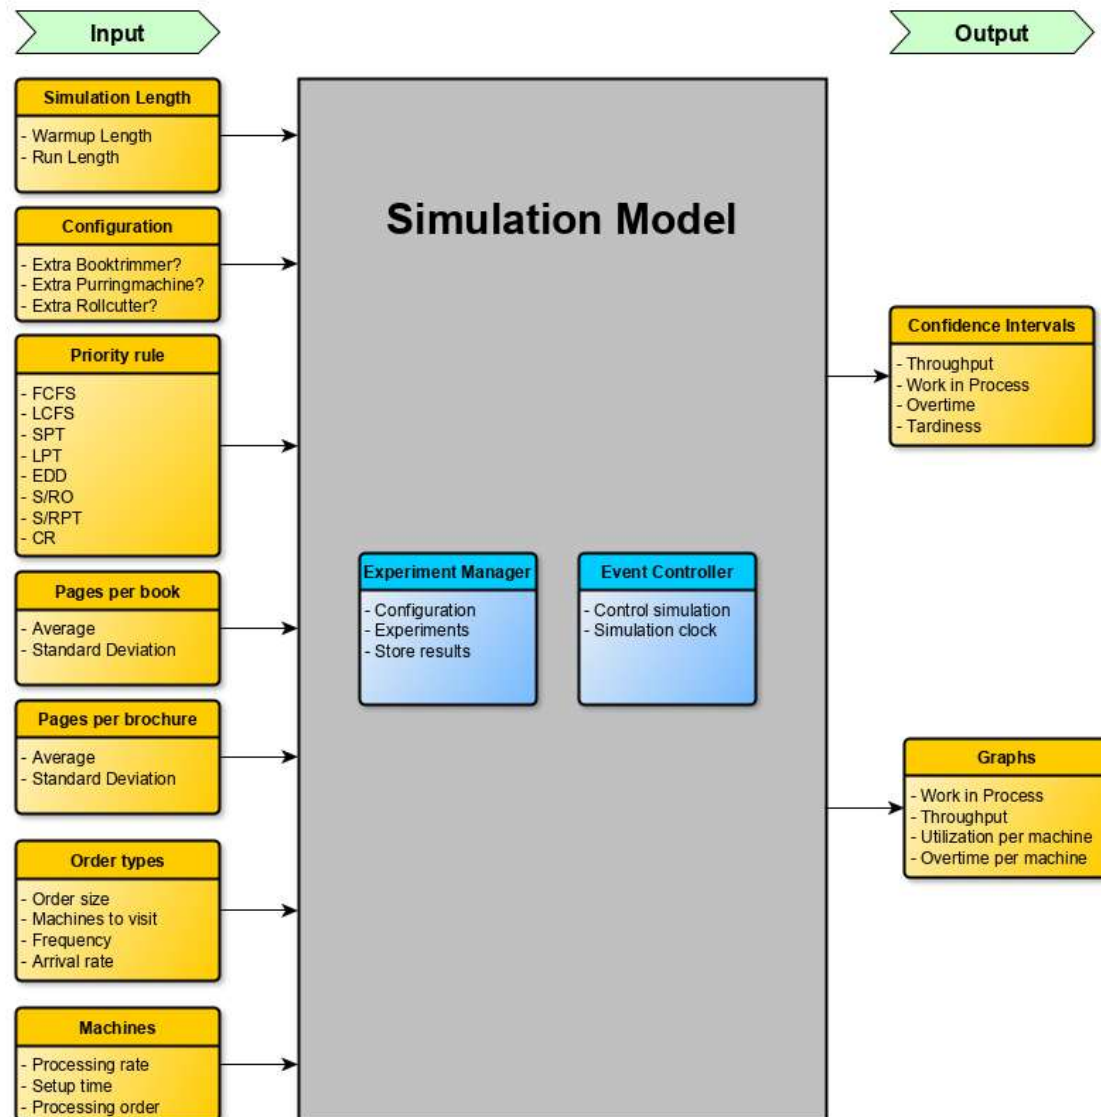 Input
Output
Simulation Length
- Warmup Length
- Run Length
Configuration
- Extra Booktrimmer?
- Extra Purringmachine?
- Extra Rollcutter?
Priority rule
- FCFS
- LCFS
- SPT
- LPT
- EDD
- S/RO
- S/RPT
- CR
Pages per book
- Average
- Standard Deviation
Pages per brochure
- Average
- Standard Deviation
Order types
- Order size
- Machines to visit
- Frequency
- Arrival rate
Machines
- Processing rate
- Setup time
- Processing order
Simulation Model
Experiment Manager
- Configuration
- Experiments
- Store results
Event Controller
- Control simulation
- Simulation clock
Confidence Intervals
- Throughput
- Work in Process
- Overtime
- Tardiness
Graphs
- Work in Process
- Throughput
- Utilization per machine
- Overtime per machine